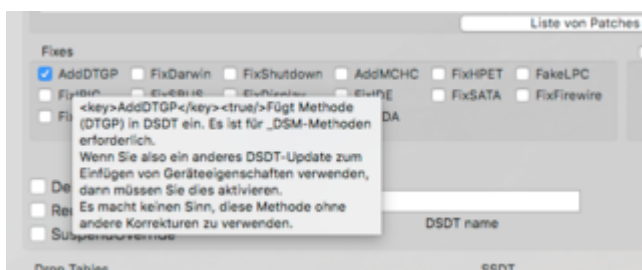 Liste von Patches
Fixes
AddDTGP FixDarwin FixShutdown AddMCHC FixHPET FakeLPC
FixSATA FixFirewire
<key>AddDTGP</key><true/>Fügt Methode
(DTGP) in DSDT ein. Es ist für _DSM-Methoden
erforderlich.
Wenn Sie also ein anderes DSDT-Update zum
Einfügen von Geräteeigenschaften verwenden,
dann müssen Sie dies aktivieren.
Es macht keinen Sinn, diese Methode ohne
andere Korrekturen zu verwenden.
DSDT name